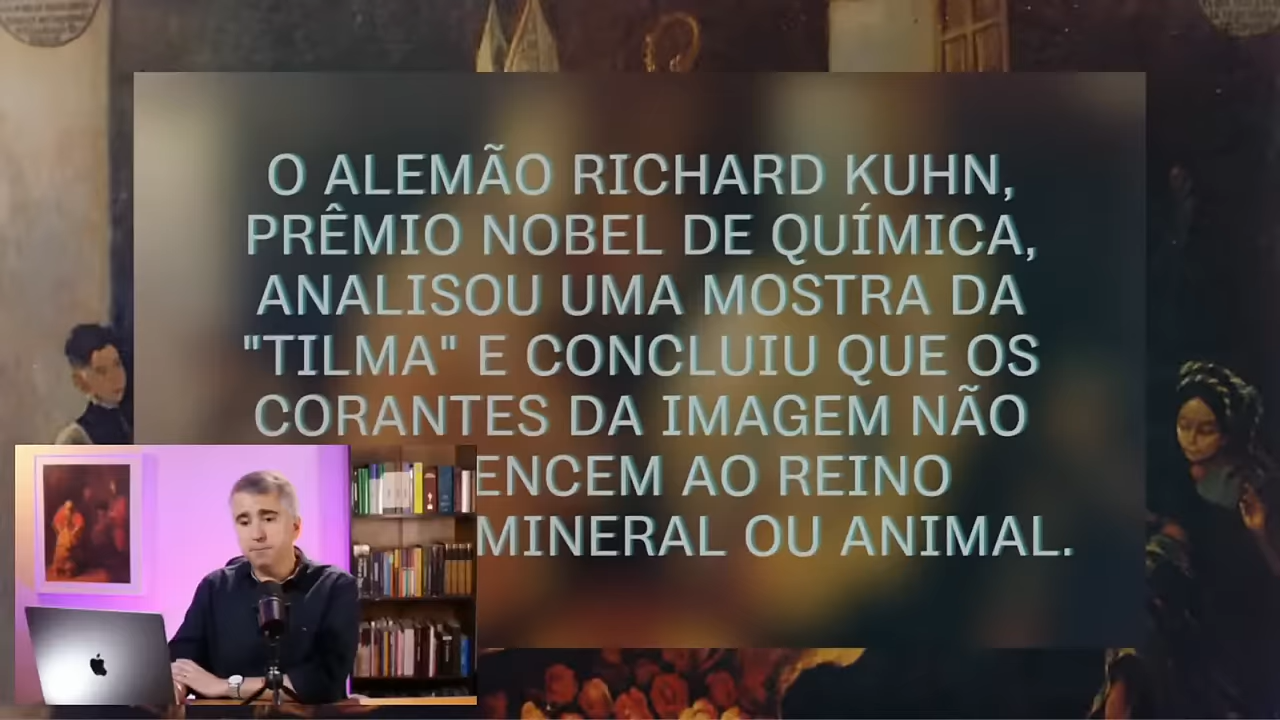 O ALEMÃO RICHARD KUHN,
PRÊMIO NOBEL DE QUÍMICA,
ANALISOU UMA MOSTRA DA
"TILMA" E CONCLUIU QUE OS
CORANTES DA IMAGEM NÃO
ENCEM AO REINO
MINERAL OU ANIMAL.